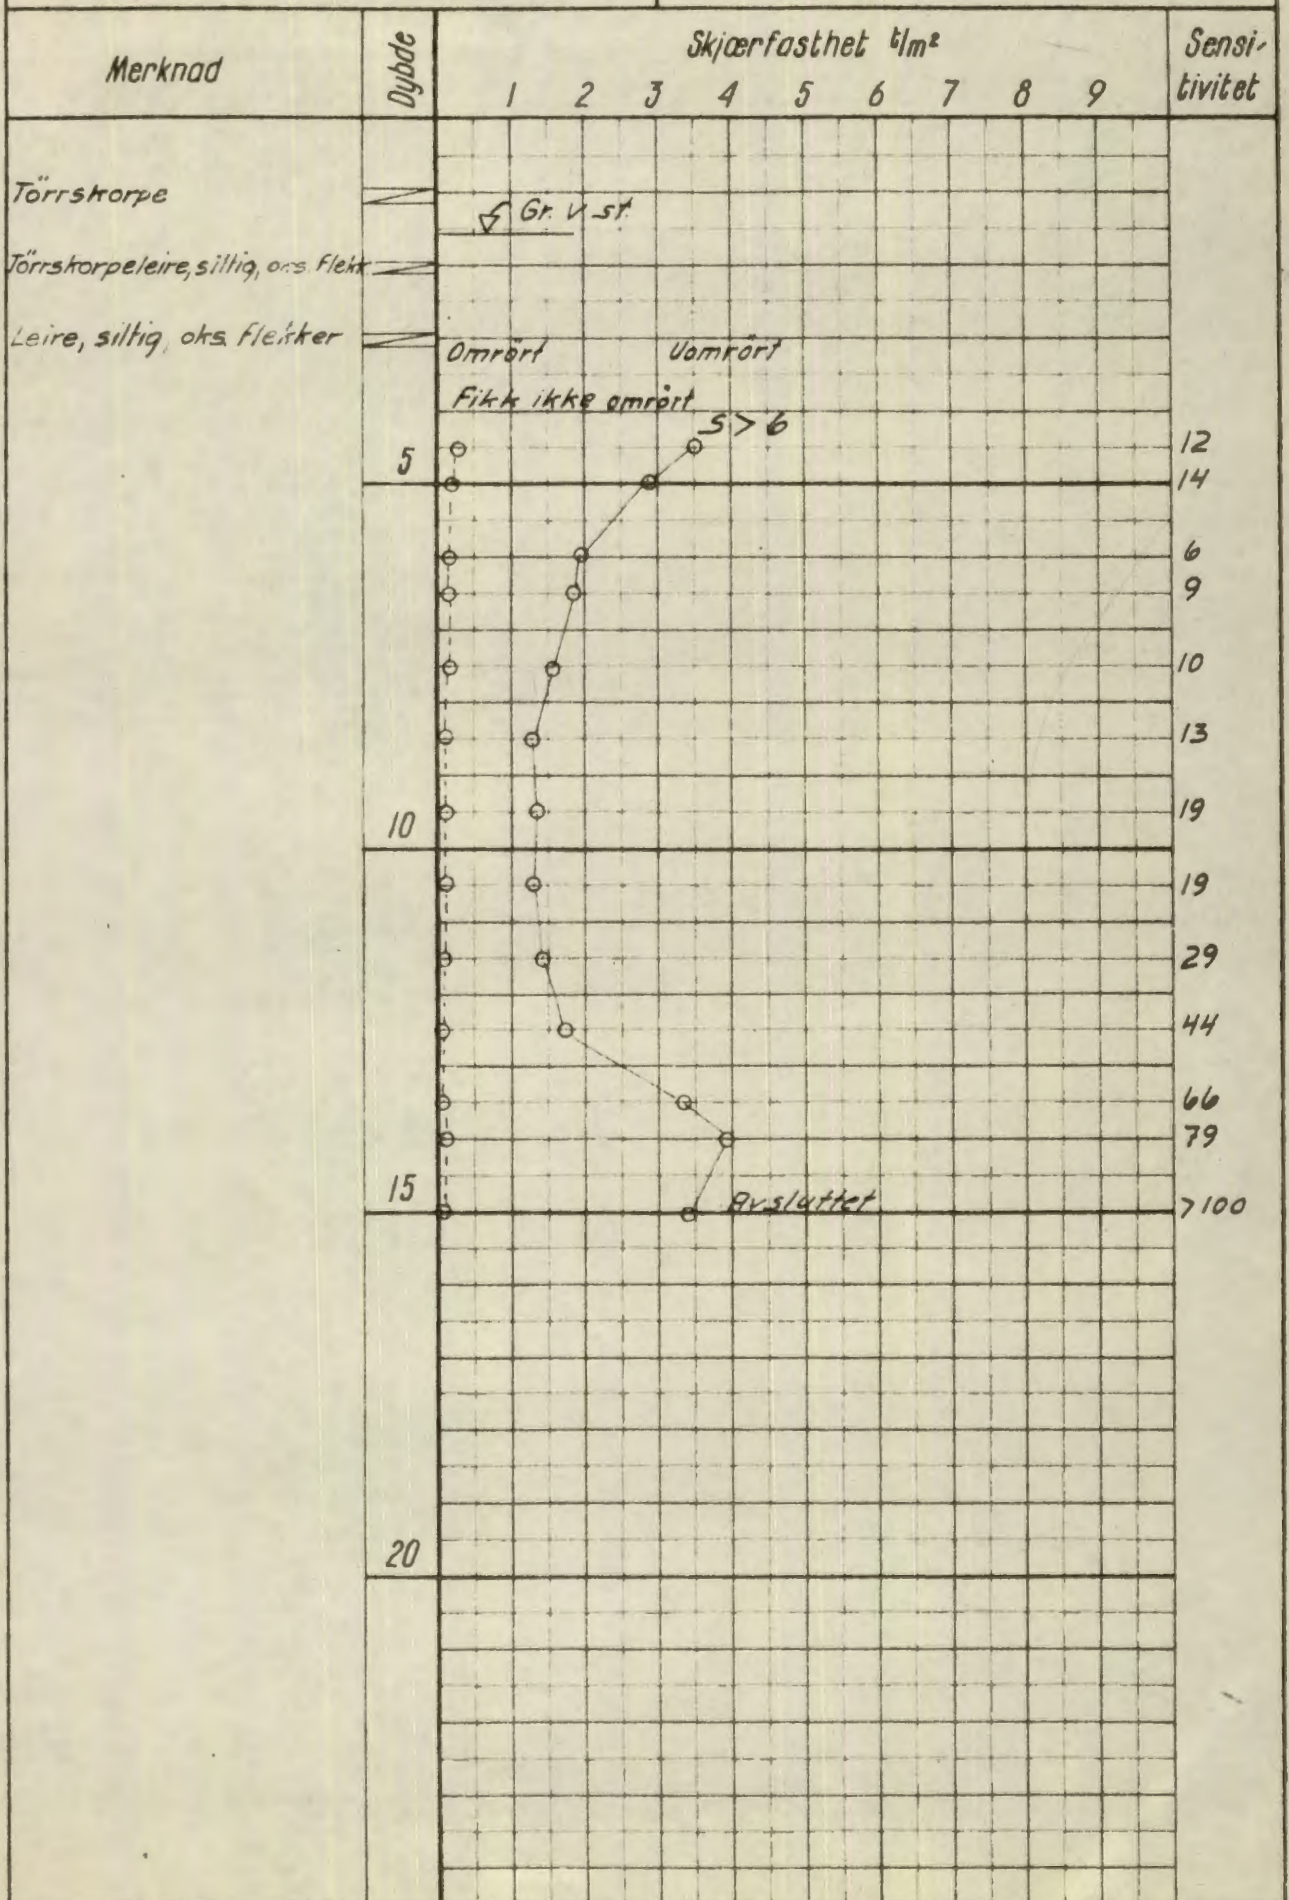 Merknad
Dybde
Skjærfasthet t/m²
Sensi-
tivitet
1 2 3 4 5 6 7 8 9
Törrskorpe
Gr. v. st.
Törrskorpeleire, siltig, oks. flekk
Leire, siltig, oks. flekker
Omrört Uomrört
Fikk ikke omrört
S > 6
12
5
14
6
9
10
13
19
10
19
29
44
66
79
15
Avsluttet
>100
20